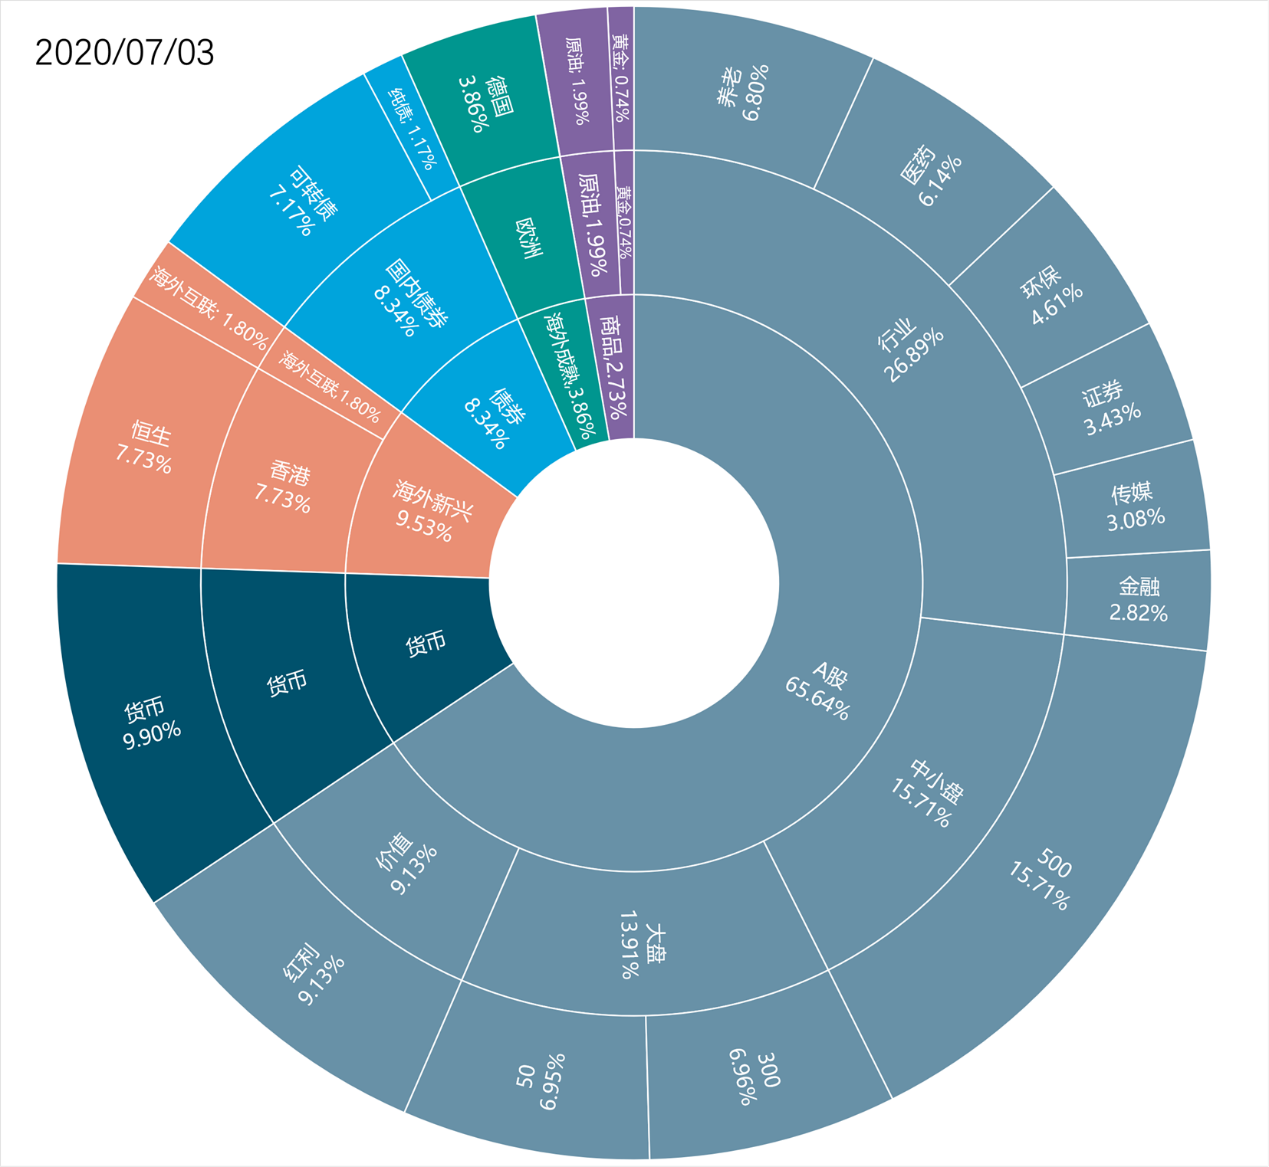 2020/07/03
养老
6.80%
医药
6.14%
环保
4.61%
证券
3.43%
传媒
3.08%
金融
2.82%
500
15.71%
300
6.96%
50
6.95%
红利
9.13%
货币
9.90%
恒生
7.73%
海外互联; 1.80%
可转债
7.17%
纯债; 1.17%
德国
3.86%
原油; 1.99%
黄金; 0.74%
行业
26.89%
中小盘
15.71%
大盘
13.91%
价值
9.13%
货币
香港
7.73%
海外互联,1.80%
国内债券
8.34%
欧洲
原油,1.99%
黄金,0.74%
A股
65.64%
货币
海外新兴
9.53%
债券
8.34%
海外成熟,3.86%
商品,2.73%